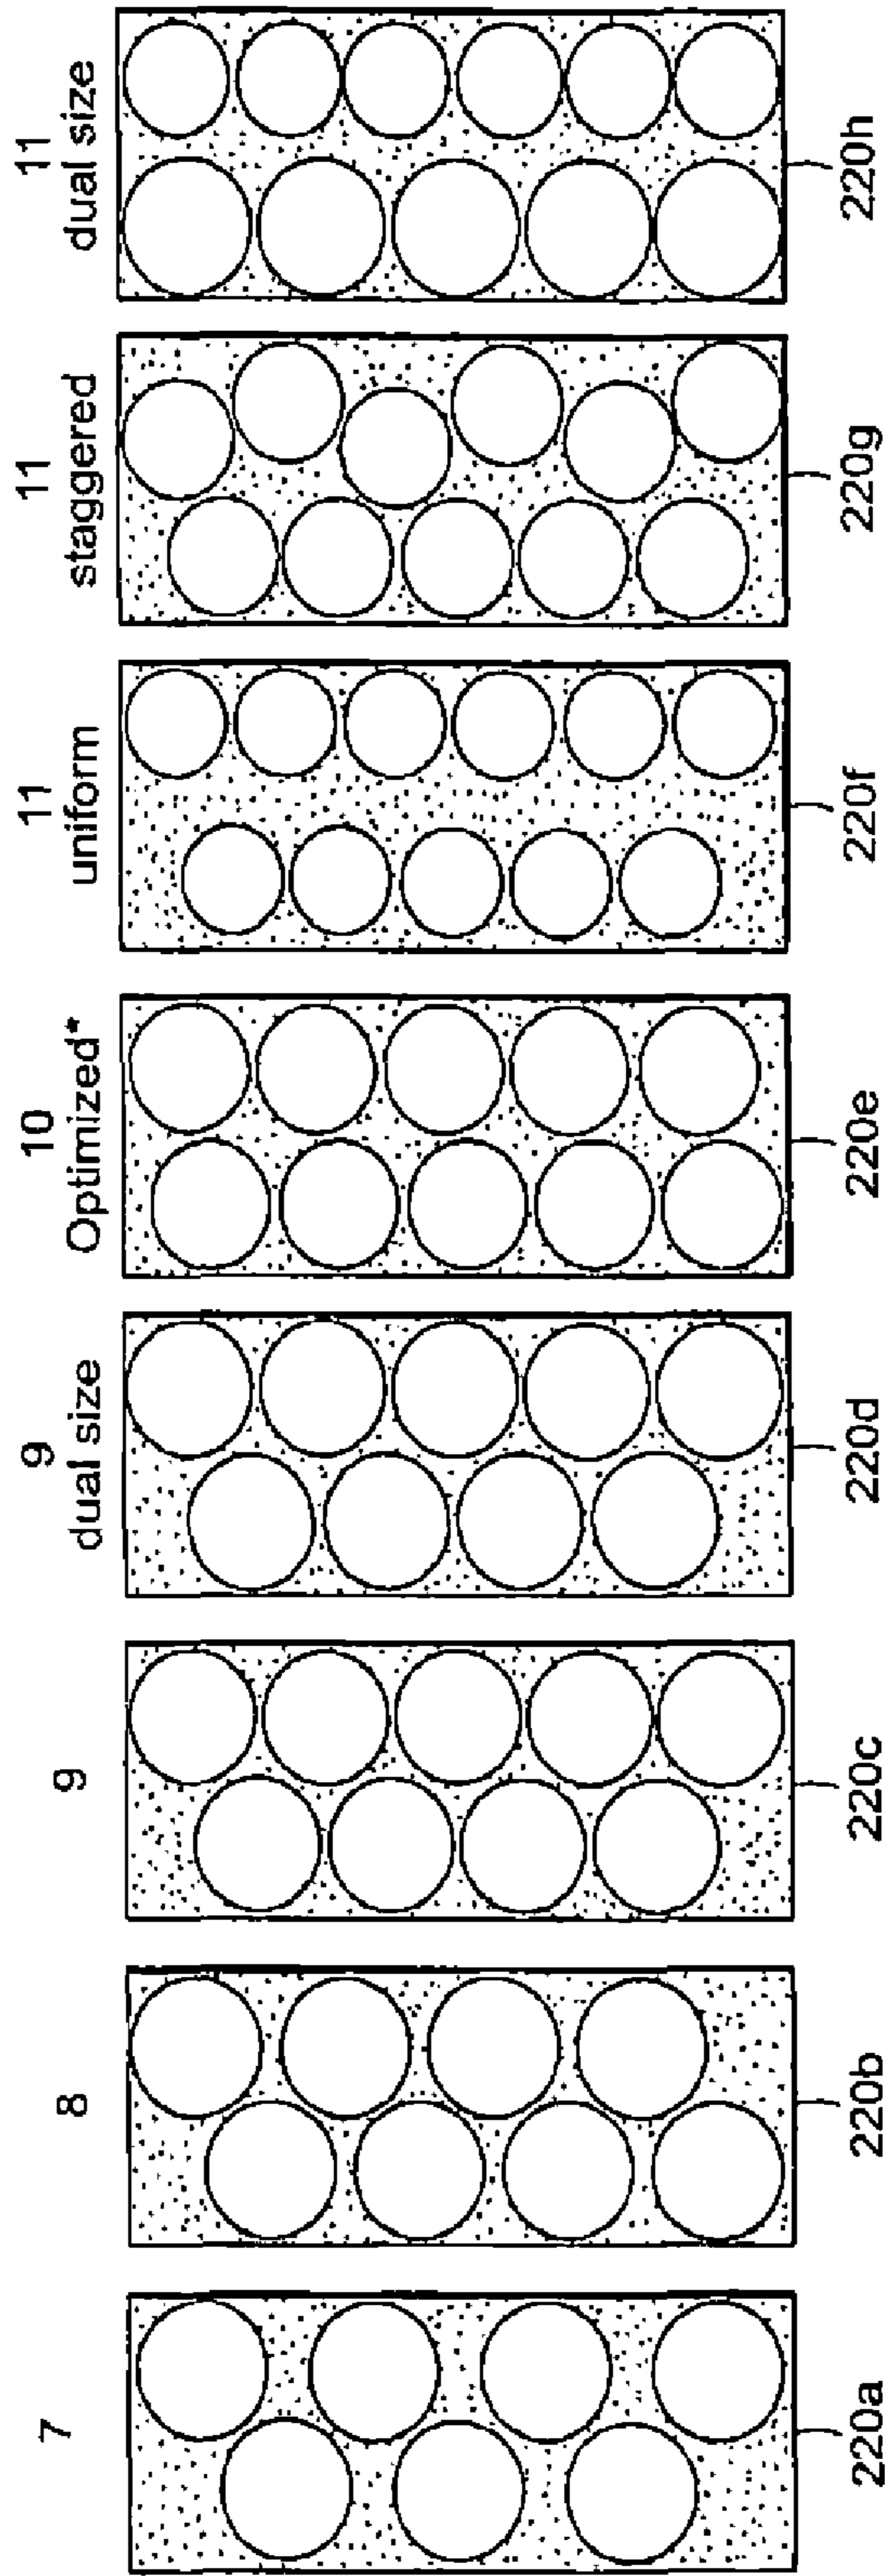 7
220a
8
220b
9
220c
9
dual size
220d
10
Optimized*
220e
11
uniform
220f
11
staggered
220g
11
dual size
220h